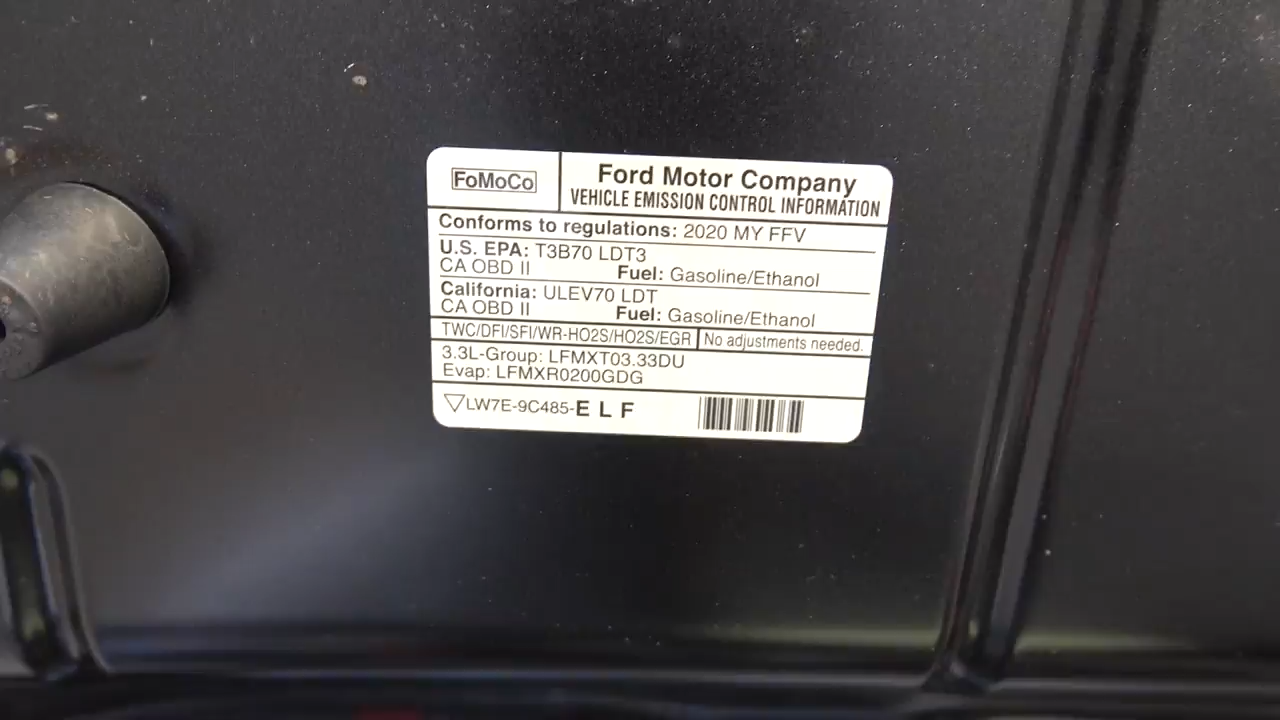 FoMoCo
Ford Motor Company
VEHICLE EMISSION CONTROL INFORMATION
Conforms to regulations: 2020 MY FFV
U.S. EPA: T3B70 LDT3
CA OBD II Fuel: Gasoline/Ethanol
California: ULEV70 LDT
CA OBD II Fuel: Gasoline/Ethanol
TWC/DFI/SFI/WR-HO2S/HO2S/EGR No adjustments needed.
3.3L-Group: LFMXT03.33DU
Evap: LFMXR0200GDG
LW7E-9C485-E L F